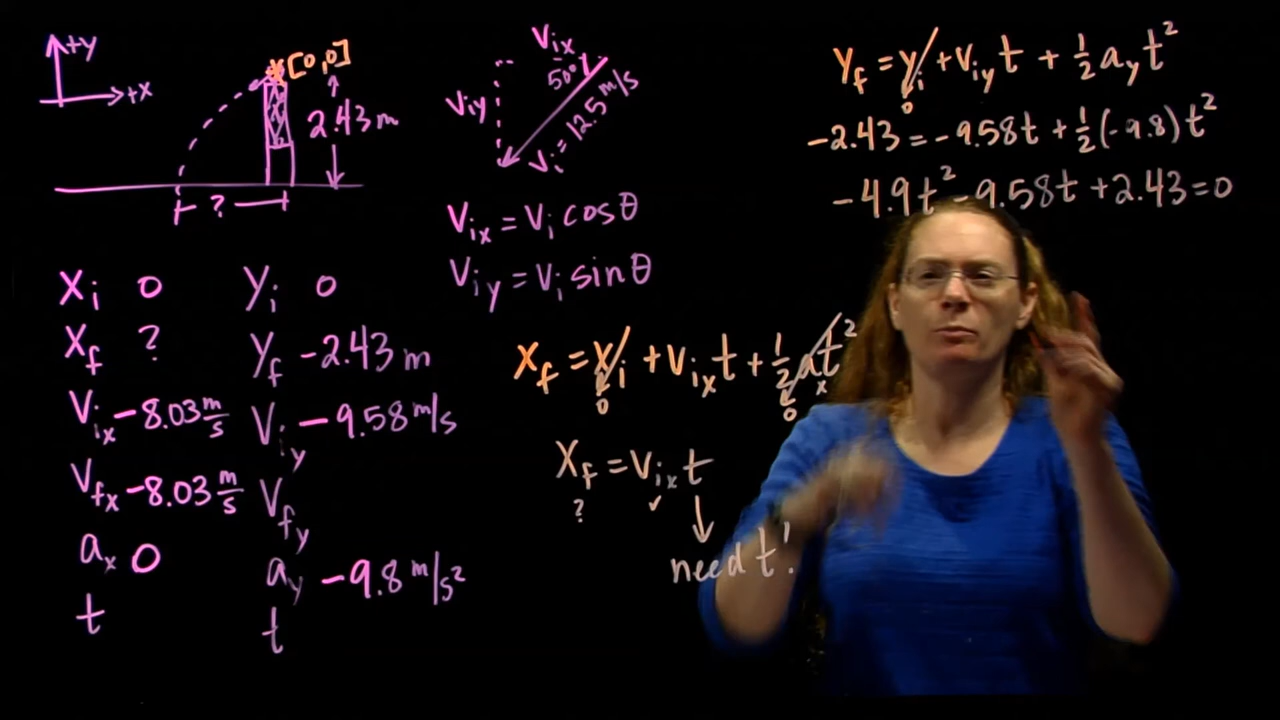 +y
+x
[0,0]
2.43 m
?
Vix
50°
Viy
Vi = 12.5 m/s
Vix = Vi cosθ
Viy = Vi sinθ
Xi 0
Xf ?
Vix -8.03 m/s
Vfx -8.03 m/s
ax 0
t
Yi 0
Yf -2.43 m
Viy -9.58 m/s
Vfy
ay -9.8 m/s²
t
Xf = Xi + Vix t + ½ axt²
0 0
Xf = Vix t
? ✓
need t!
Yf = Yi + Viy t + ½ ay t²
0
-2.43 = -9.58t + ½(-9.8)t²
-4.9t² - 9.58t + 2.43 = 0